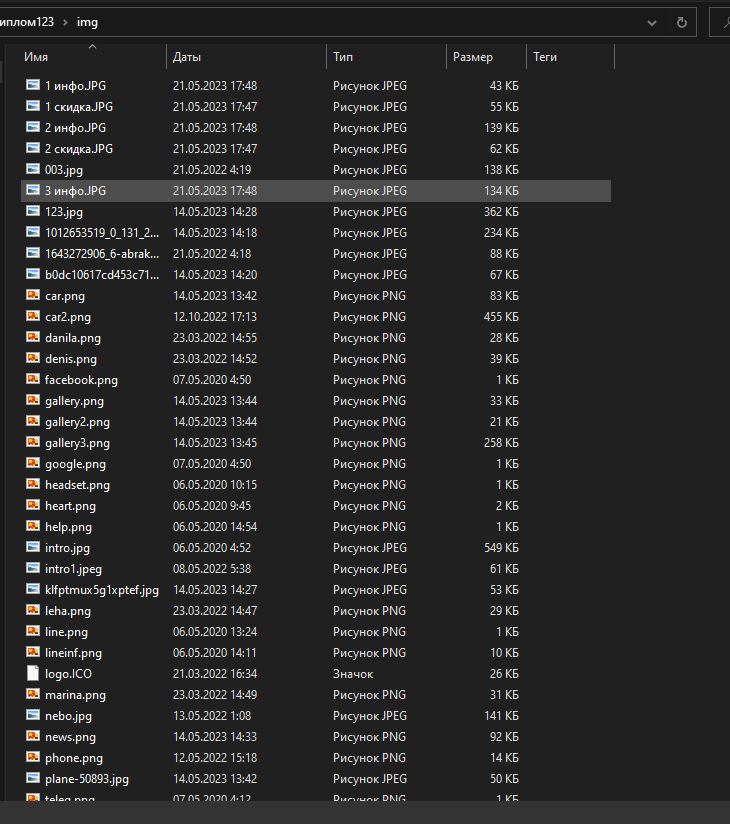 иплом123 › img
Имя Даты Тип Размер Теги
1 инфо.JPG 21.05.2023 17:48 Рисунок JPEG 43 КБ
1 скидка.JPG 21.05.2023 17:47 Рисунок JPEG 55 КБ
2 инфо.JPG 21.05.2023 17:48 Рисунок JPEG 139 КБ
2 скидка.JPG 21.05.2023 17:47 Рисунок JPEG 62 КБ
003.jpg 21.05.2022 4:19 Рисунок JPEG 138 КБ
3 инфо.JPG 21.05.2023 17:48 Рисунок JPEG 134 КБ
123.jpg 14.05.2023 14:28 Рисунок JPEG 362 КБ
1012653519_0_131_2... 14.05.2023 14:18 Рисунок JPEG 234 КБ
1643272906_6-abrak... 21.05.2022 4:18 Рисунок JPEG 88 КБ
b0dc10617cd453c71... 14.05.2023 14:20 Рисунок JPEG 67 КБ
car.png 14.05.2023 13:42 Рисунок PNG 83 КБ
car2.png 12.10.2022 17:13 Рисунок PNG 455 КБ
danila.png 23.03.2022 14:55 Рисунок PNG 28 КБ
denis.png 23.03.2022 14:52 Рисунок PNG 39 КБ
facebook.png 07.05.2020 4:50 Рисунок PNG 1 КБ
gallery.png 14.05.2023 13:44 Рисунок PNG 33 КБ
gallery2.png 14.05.2023 13:44 Рисунок PNG 21 КБ
gallery3.png 14.05.2023 13:45 Рисунок PNG 258 КБ
google.png 07.05.2020 4:50 Рисунок PNG 1 КБ
headset.png 06.05.2020 10:15 Рисунок PNG 1 КБ
heart.png 06.05.2020 9:45 Рисунок PNG 2 КБ
help.png 06.05.2020 14:54 Рисунок PNG 1 КБ
intro.jpg 06.05.2020 4:52 Рисунок JPEG 549 КБ
intro1.jpeg 08.05.2022 5:38 Рисунок JPEG 61 КБ
klfptmux5g1xptef.jpg 14.05.2023 14:27 Рисунок JPEG 53 КБ
leha.png 23.03.2022 14:47 Рисунок PNG 29 КБ
line.png 06.05.2020 13:24 Рисунок PNG 1 КБ
lineinf.png 06.05.2020 14:11 Рисунок PNG 10 КБ
logo.ICO 21.03.2022 16:34 Значок 26 КБ
marina.png 23.03.2022 14:49 Рисунок PNG 31 КБ
nebo.jpg 13.05.2022 1:08 Рисунок JPEG 141 КБ
news.png 14.05.2023 14:33 Рисунок PNG 92 КБ
phone.png 12.05.2022 15:18 Рисунок PNG 14 КБ
plane-50893.jpg 14.05.2023 13:42 Рисунок JPEG 50 КБ
teleg.png 07.05.2020 4:12 Рисунок PNG 1 КБ